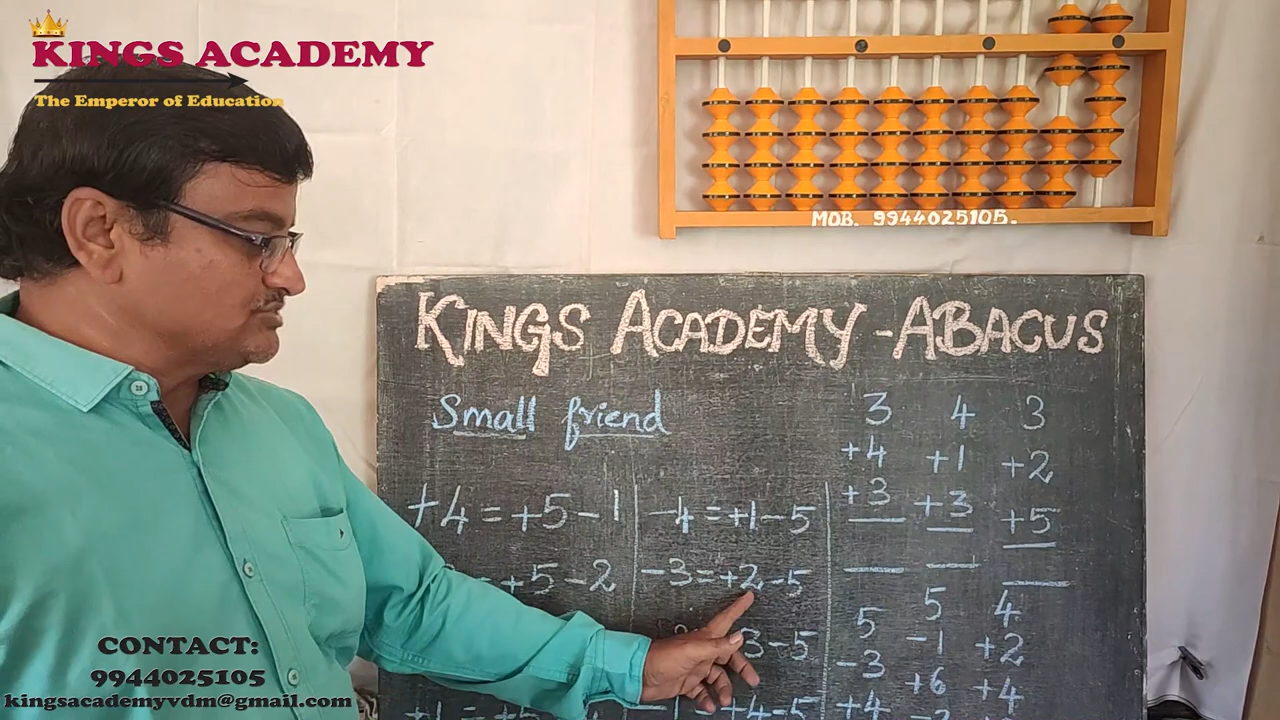 KINGS ACADEMY
The Emperor of Education
MOB. 9944025105.
KINGS ACADEMY - ABACUS
Small friend
+4 = +5 - 1
= +5 - 2
-4 = +1 - 5
-3 = +2 - 5
3 - 5
-1 = +4 - 5
3
+4
+3
4
+1
+3
3
+2
+5
5
-3
+4
5
-1
+6
4
+2
+4
CONTACT:
9944025105
kingsacademyvdm@gmail.com